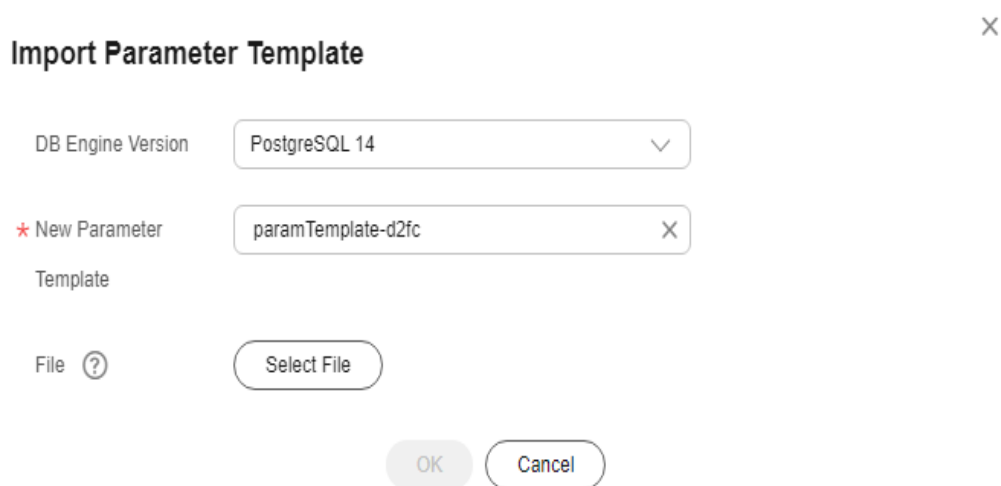 Import Parameter Template
DB Engine Version
PostgreSQL 14
* New Parameter
Template
paramTemplate-d2fc
File ?
Select File
OK
Cancel